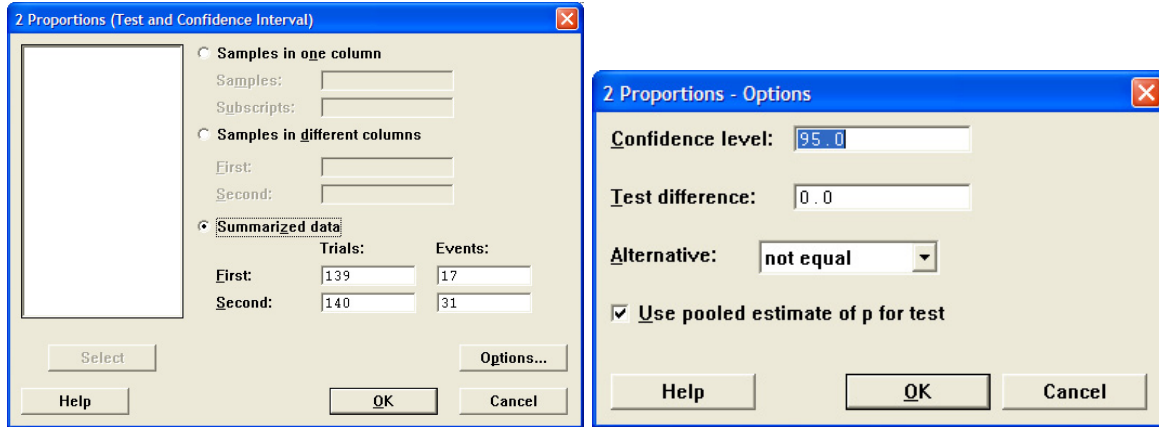 2 Proportions (Test and Confidence Interval)
Samples in one column
Samples:
Subscripts:
Samples in different columns
First:
Second:
Summarized data
Trials: Events:
First: 139 17
Second: 140 31
Select Options...
Help OK Cancel
2 Proportions - Options
Confidence level: 95.0
Test difference: 0.0
Alternative: not equal
Use pooled estimate of p for test
Help OK Cancel